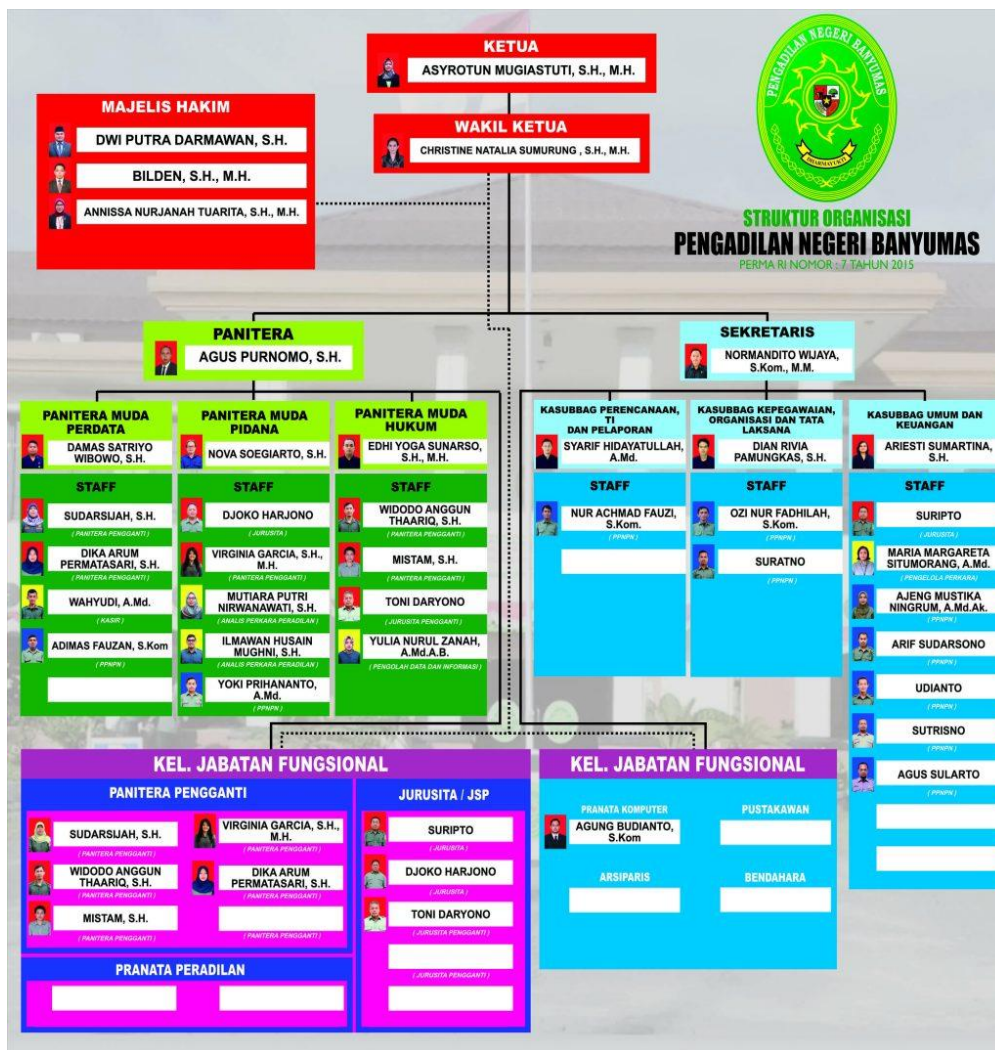 KETUA
ASYROTUN MUGIASTUTI, S.H., M.H.
WAKIL KETUA
CHRISTINE NATALIA SUMURUNG , S.H., M.H.
MAJELIS HAKIM
DWI PUTRA DARMAWAN, S.H.
BILDEN, S.H., M.H.
ANNISSA NURJANAH TUARITA, S.H., M.H.
PENGADILAN NEGERI BANYUMAS
DHARMAYUKTI
STRUKTUR ORGANISASI
PENGADILAN NEGERI BANYUMAS
PERMA RI NOMOR : 7 TAHUN 2015
PANITERA
AGUS PURNOMO, S.H.
SEKRETARIS
NORMANDITO WIJAYA,
S.Kom., M.M.
PANITERA MUDA
PERDATA
DAMAS SATRIYO
WIBOWO, S.H.
STAFF
SUDARSIJAH, S.H.
( PANITERA PENGGANTI )
DIKA ARUM
PERMATASARI, S.H.
( PANITERA PENGGANTI )
WAHYUDI, A.Md.
( KASIR )
ADIMAS FAUZAN, S.Kom
( PPNPN )
PANITERA MUDA
PIDANA
NOVA SOEGIARTO, S.H.
STAFF
DJOKO HARJONO
( JURUSITA )
VIRGINIA GARCIA, S.H.,
M.H.
( PANITERA PENGGANTI )
MUTIARA PUTRI
NIRWANAWATI, S.H.
( ANALIS PERKARA PERADILAN )
ILMAWAN HUSAIN
MUGHNI, S.H.
( ANALIS PERKARA PERADILAN )
YOKI PRIHANANTO,
A.Md.
( PPNPN )
PANITERA MUDA
HUKUM
EDHI YOGA SUNARSO,
S.H., M.H.
STAFF
WIDODO ANGGUN
THAARIQ, S.H.
( PANITERA PENGGANTI )
MISTAM, S.H.
( PANITERA PENGGANTI )
TONI DARYONO
( JURUSITA PENGGANTI )
YULIA NURUL ZANAH,
A.Md.A.B.
( PENGOLAH DATA DAN INFORMASI )
KASUBBAG PERENCANAAN,
TI
DAN PELAPORAN
SYARIF HIDAYATULLAH,
A.Md.
STAFF
NUR ACHMAD FAUZI,
S.Kom.
( PPNPN )
KASUBBAG KEPEGAWAIAN,
ORGANISASI DAN TATA
LAKSANA
DIAN RIVIA
PAMUNGKAS, S.H.
STAFF
OZI NUR FADHILAH,
S.Kom.
( PPNPN )
SURATNO
( PPNPN )
KASUBBAG UMUM DAN
KEUANGAN
ARIESTI SUMARTINA,
S.H.
STAFF
SURIPTO
( JURUSITA )
MARIA MARGARETA
SITUMORANG, A.Md.
( PENGELOLA PERKARA )
AJENG MUSTIKA
NINGRUM, A.Md.Ak.
( PPNPN )
ARIF SUDARSONO
( PPNPN )
UDIANTO
( PPNPN )
SUTRISNO
( PPNPN )
AGUS SULARTO
( PPNPN )
KEL. JABATAN FUNGSIONAL
PANITERA PENGGANTI
SUDARSIJAH, S.H.
( PANITERA PENGGANTI )
WIDODO ANGGUN
THAARIQ, S.H.
( PANITERA PENGGANTI )
MISTAM, S.H.
( PANITERA PENGGANTI )
VIRGINIA GARCIA, S.H.,
M.H.
( PANITERA PENGGANTI )
DIKA ARUM
PERMATASARI, S.H.
( PANITERA PENGGANTI )
( PANITERA PENGGANTI )
PRANATA PERADILAN
JURUSITA / JSP
SURIPTO
( JURUSITA )
DJOKO HARJONO
( JURUSITA )
TONI DARYONO
( JURUSITA PENGGANTI )
( JURUSITA PENGGANTI )
( JURUSITA PENGGANTI )
KEL. JABATAN FUNGSIONAL
PRANATA KOMPUTER
AGUNG BUDIANTO,
S.Kom
PUSTAKAWAN
ARSIPARIS
BENDAHARA